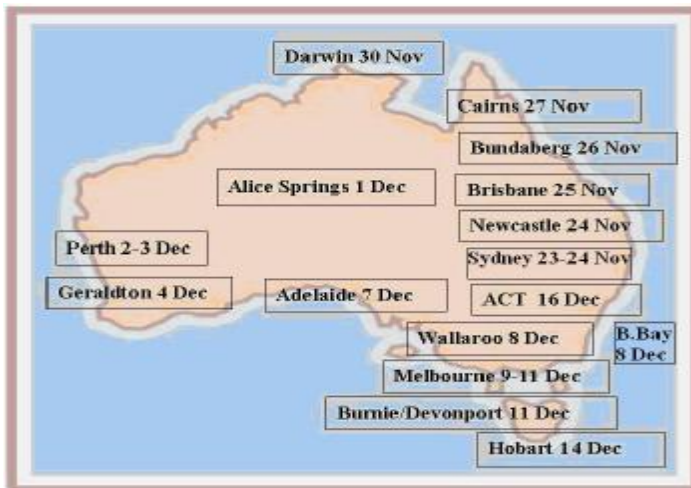 Darwin 30 Nov
Cairns 27 Nov
Bundaberg 26 Nov
Alice Springs 1 Dec
Brisbane 25 Nov
Newcastle 24 Nov
Perth 2-3 Dec
Sydney 23-24 Nov
Geraldton 4 Dec
Adelaide 7 Dec
ACT 16 Dec
Wallaroo 8 Dec
B.Bay
8 Dec
Melbourne 9-11 Dec
Burnie/Devonport 11 Dec
Hobart 14 Dec